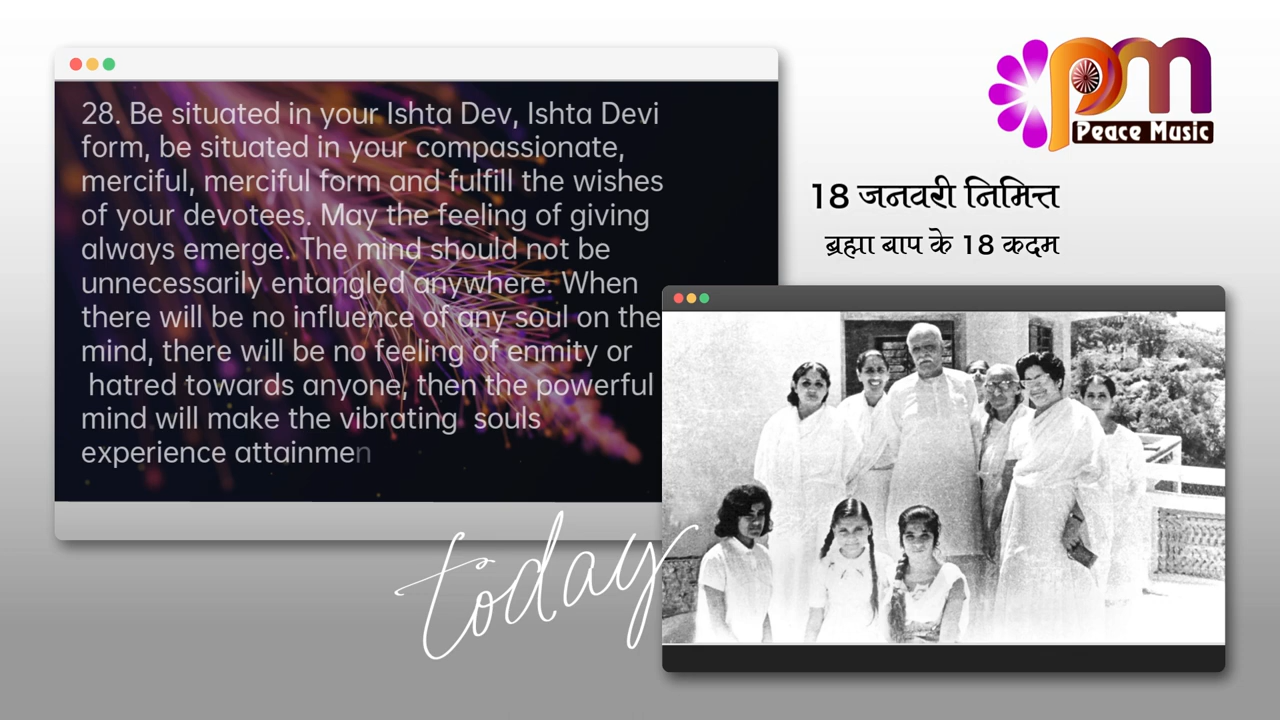 28. Be situated in your Ishta Dev, Ishta Devi
form, be situated in your compassionate,
merciful, merciful form and fulfill the wishes
of your devotees. May the feeling of giving
always emerge. The mind should not be
unnecessarily entangled anywhere. When
there will be no influence of any soul on the
mind, there will be no feeling of enmity or
hatred towards anyone, then the powerful
mind will make the vibrating souls
experience attainmen
pm
Peace Music
18 जनवरी निमित्त
ब्रह्मा बाप के 18 कदम
today